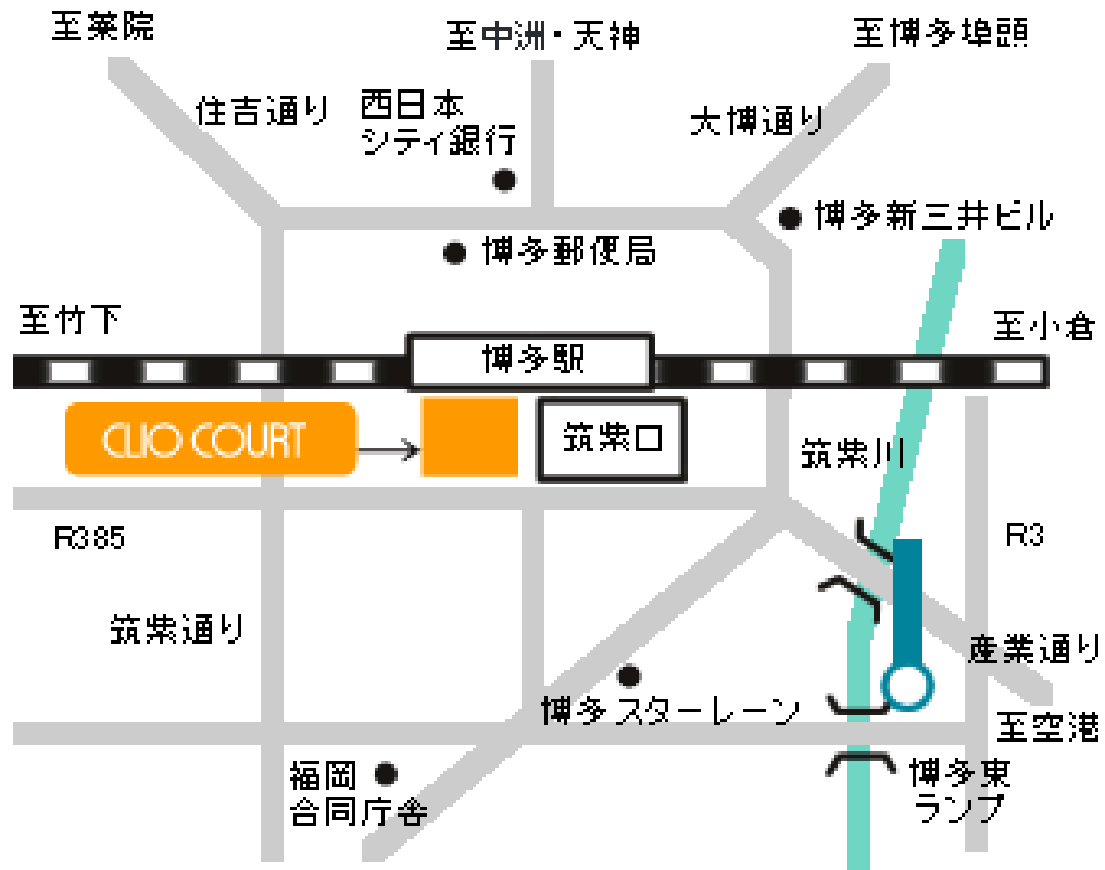 至薬院
至中洲・天神
至博多埠頭
住吉通り
西日本
シティ銀行
大博通り
博多新三井ビル
博多郵便局
至竹下
至小倉
博多駅
CLIO COURT
筑紫口
筑紫川
R385
R3
筑紫通り
産業通り
博多スターレーン
至空港
福岡
合同庁舎
博多東
ランプ